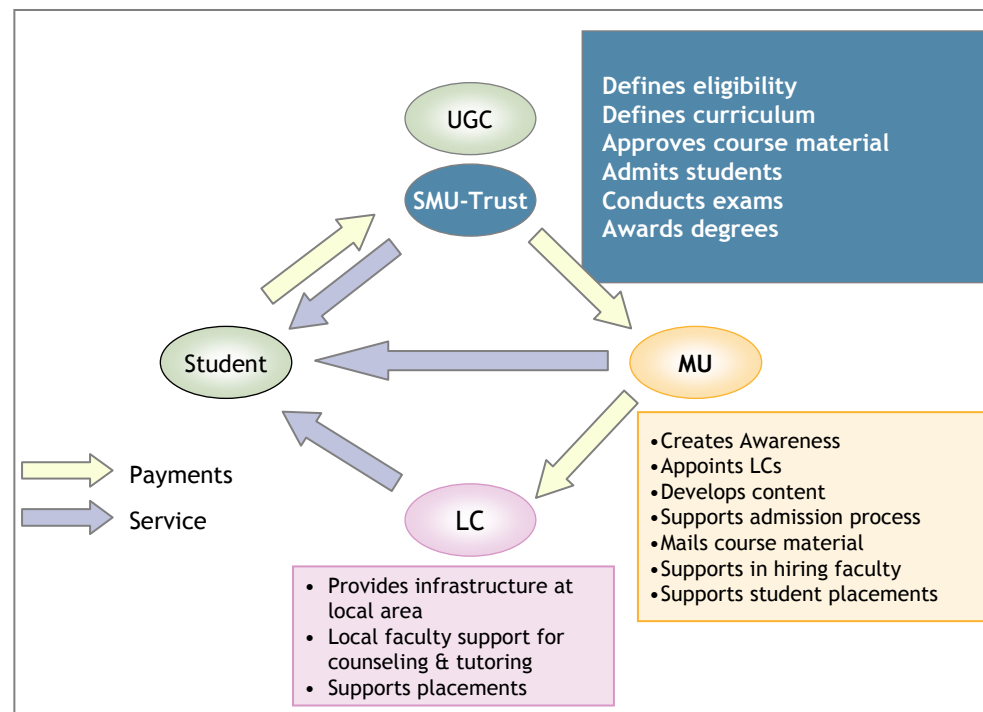 UGC
SMU-Trust
Defines eligibility
Defines curriculum
Approves course material
Admits students
Conducts exams
Awards degrees
Student
MU
Payments
Service
LC
•Creates Awareness
•Appoints LCs
•Develops content
•Supports admission process
•Mails course material
•Supports in hiring faculty
•Supports student placements
• Provides infrastructure at
local area
• Local faculty support for
counseling & tutoring
• Supports placements